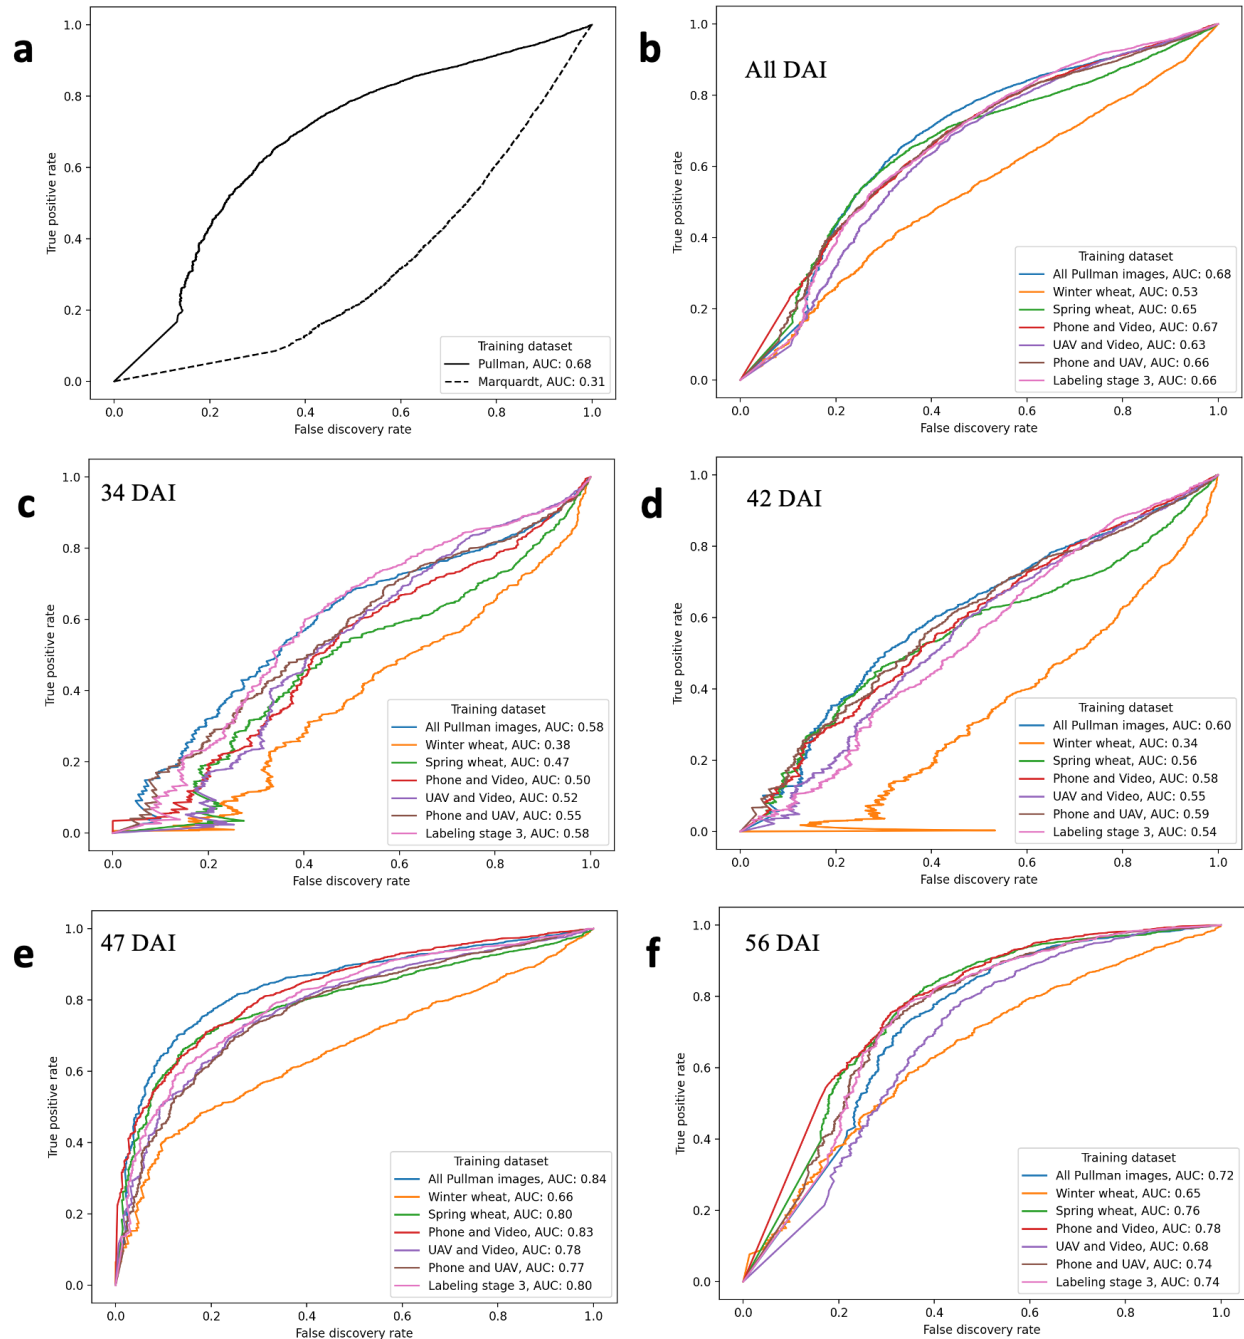 a
1.0
0.8
0.6
0.4
0.2
0.0
True positive rate
0.0 0.2 0.4 0.6 0.8 1.0
False discovery rate
Training dataset
Pullman, AUC: 0.68
Marquardt, AUC: 0.31
b
All DAI
1.0
0.8
0.6
0.4
0.2
0.0
True positive rate
0.0 0.2 0.4 0.6 0.8 1.0
False discovery rate
Training dataset
All Pullman images, AUC: 0.68
Winter wheat, AUC: 0.53
Spring wheat, AUC: 0.65
Phone and Video, AUC: 0.67
UAV and Video, AUC: 0.63
Phone and UAV, AUC: 0.66
Labeling stage 3, AUC: 0.66
c
34 DAI
1.0
0.8
0.6
0.4
0.2
0.0
True positive rate
0.0 0.2 0.4 0.6 0.8 1.0
False discovery rate
Training dataset
All Pullman images, AUC: 0.58
Winter wheat, AUC: 0.38
Spring wheat, AUC: 0.47
Phone and Video, AUC: 0.50
UAV and Video, AUC: 0.52
Phone and UAV, AUC: 0.55
Labeling stage 3, AUC: 0.58
d
42 DAI
1.0
0.8
0.6
0.4
0.2
0.0
True positive rate
0.0 0.2 0.4 0.6 0.8 1.0
False discovery rate
Training dataset
All Pullman images, AUC: 0.60
Winter wheat, AUC: 0.34
Spring wheat, AUC: 0.56
Phone and Video, AUC: 0.58
UAV and Video, AUC: 0.55
Phone and UAV, AUC: 0.59
Labeling stage 3, AUC: 0.54
e
47 DAI
1.0
0.8
0.6
0.4
0.2
0.0
True positive rate
0.0 0.2 0.4 0.6 0.8 1.0
False discovery rate
Training dataset
All Pullman images, AUC: 0.84
Winter wheat, AUC: 0.66
Spring wheat, AUC: 0.80
Phone and Video, AUC: 0.83
UAV and Video, AUC: 0.78
Phone and UAV, AUC: 0.77
Labeling stage 3, AUC: 0.80
f
56 DAI
1.0
0.8
0.6
0.4
0.2
0.0
True positive rate
0.0 0.2 0.4 0.6 0.8 1.0
False discovery rate
Training dataset
All Pullman images, AUC: 0.72
Winter wheat, AUC: 0.65
Spring wheat, AUC: 0.76
Phone and Video, AUC: 0.78
UAV and Video, AUC: 0.68
Phone and UAV, AUC: 0.74
Labeling stage 3, AUC: 0.74